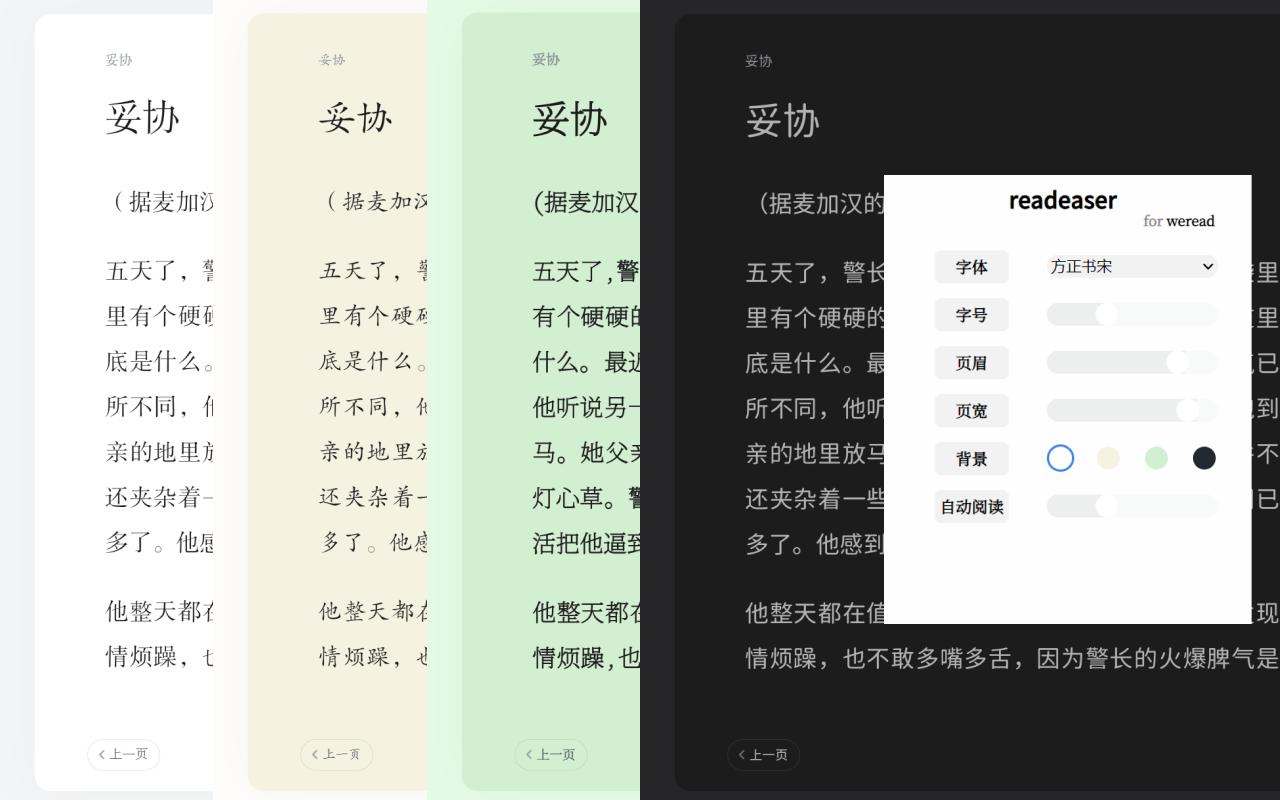 妥协
妥协
（据麦加汉
五天了，警
里有个硬硬
底是什么。
所不同，他
亲的地里放
还夹杂着一
多了。他感
他整天都在
情烦躁，也
上一页
妥协
妥协
（据麦加汉
五天了，警
里有个硬硬
底是什么。
所不同，他
亲的地里放
还夹杂着一
多了。他感
他整天都在
情烦躁，也
上一页
妥协
妥协
(据麦加汉
五天了,警
有个硬硬的
什么。最近
他听说另一
马。她父亲
灯心草。警
活把他逼到
他整天都在
情烦躁,也
上一页
妥协
妥协
（据麦加汉的
五天了，警长 里
里有个硬硬的 里
底是什么。最 已
所不同，他听 到
亲的地里放马 不
还夹杂着一些 已
多了。他感到
他整天都在值 现
情烦躁，也不敢多嘴多舌，因为警长的火爆脾气是
上一页
readeaser
for weread
字体 方正书宋
字号
页眉
页宽
背景
自动阅读